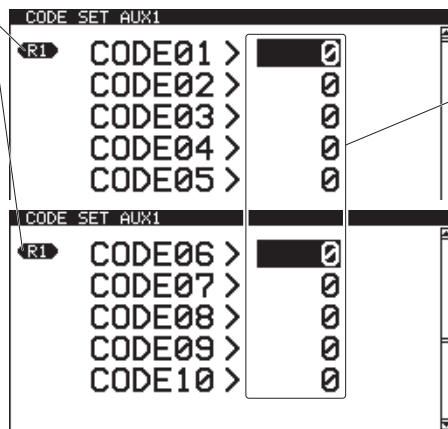 CODE SET AUX1
R1 CODE01 > 0
CODE02 > 0
CODE03 > 0
CODE04 > 0
CODE05 > 0
CODE SET AUX1
R1 CODE06 > 0
CODE07 > 0
CODE08 > 0
CODE09 > 0
CODE10 > 0